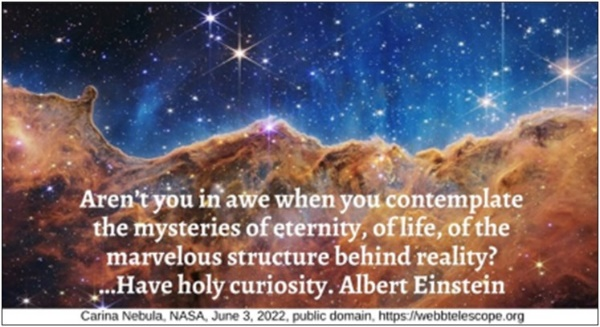 Aren't you in awe when you contemplate
the mysteries of eternity, of life, of the
marvelous structure behind reality?
...Have holy curiosity. Albert Einstein
Carina Nebula, NASA, June 3, 2022, public domain, https://webbtelescope.org